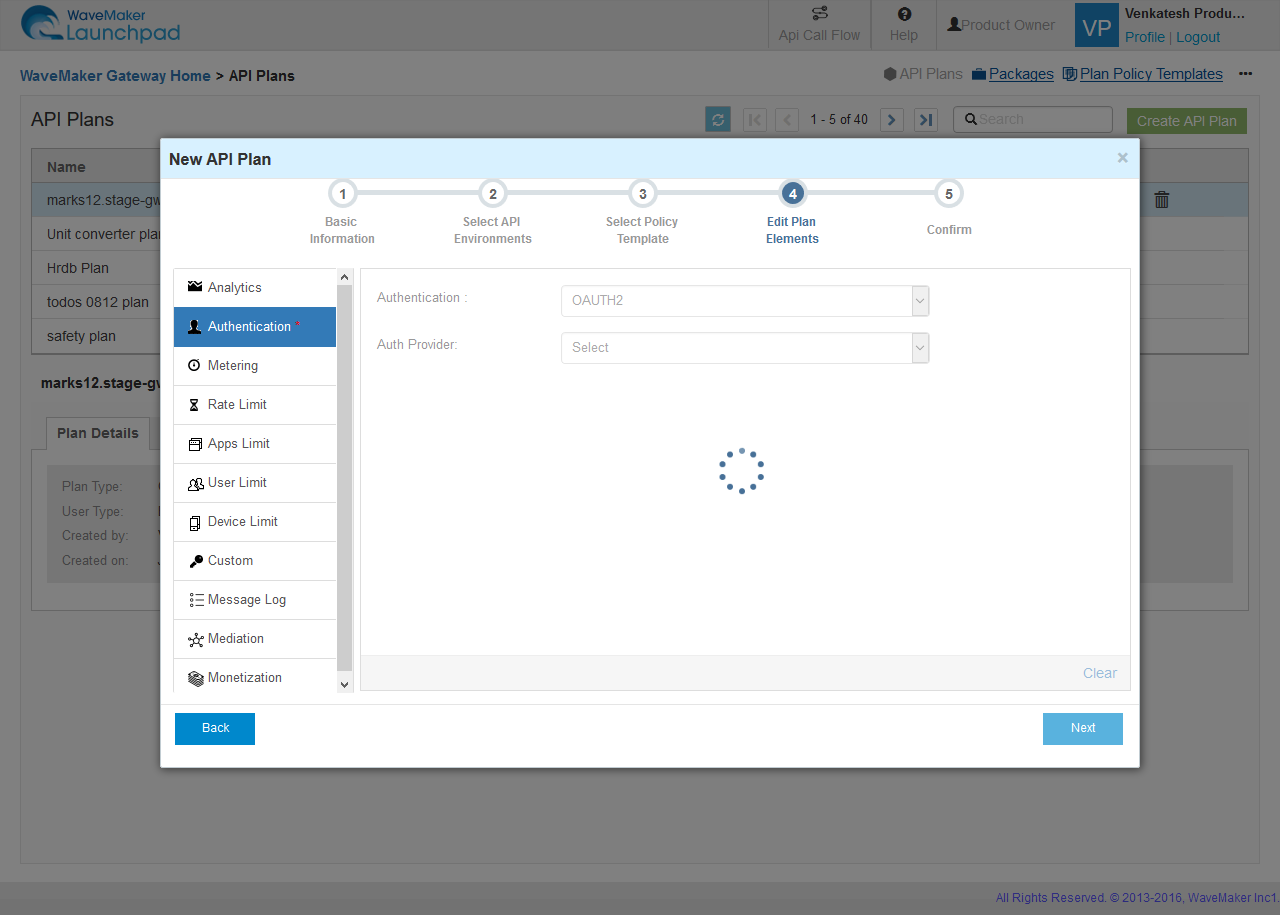 WaveMaker
Launchpad
Api Call Flow
Help
Product Owner
VP
Venkatesh Produ...
Profile | Logout
WaveMaker Gateway Home > API Plans
API Plans
Packages
Plan Policy Templates
API Plans
1 - 5 of 40
Search
Create API Plan
Name
marks12.stage-gw
Unit converter plan
Hrdb Plan
todos 0812 plan
safety plan
marks12.stage-gw
Plan Details
Plan Type:
User Type:
Created by:
Created on:
New API Plan
×
1
2
3
4
5
Basic
Information
Select API
Environments
Select Policy
Template
Edit Plan
Elements
Confirm
Analytics
Authentication *
Metering
Rate Limit
Apps Limit
User Limit
Device Limit
Custom
Message Log
Mediation
Monetization
Authentication :
OAUTH2
Auth Provider:
Select
Clear
Back
Next
All Rights Reserved. © 2013-2016, WaveMaker Inc1.